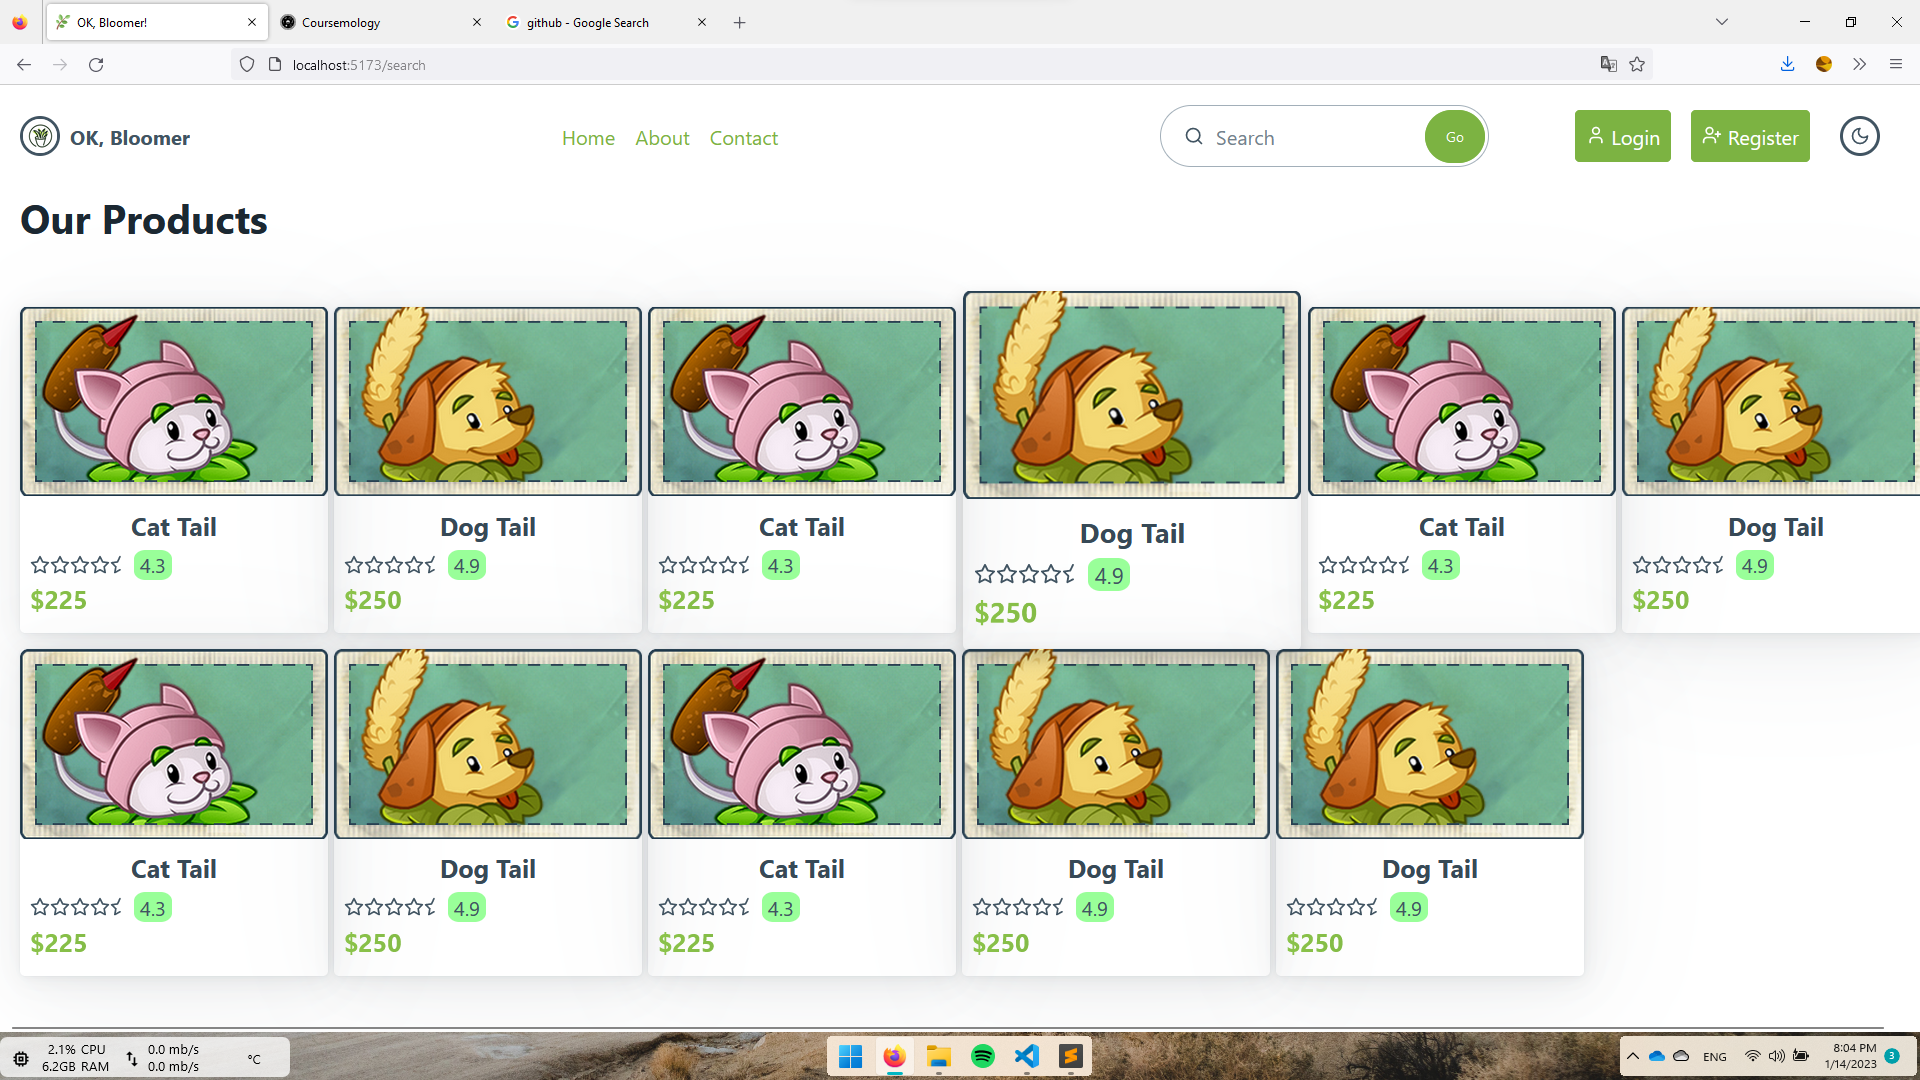 OK, Bloomer!
Coursemology
github - Google Search
localhost:5173/search
OK, Bloomer
Home About Contact
Search
Go
Login
Register
Our Products
Cat Tail
4.3
$225
Dog Tail
4.9
$250
Cat Tail
4.3
$225
Dog Tail
4.9
$250
Cat Tail
4.3
$225
Dog Tail
4.9
$250
Cat Tail
4.3
$225
Dog Tail
4.9
$250
Cat Tail
4.3
$225
Dog Tail
4.9
$250
Dog Tail
4.9
$250
2.1% CPU
6.2GB RAM
0.0 mb/s
0.0 mb/s
°C
ENG
8:04 PM
1/14/2023
3